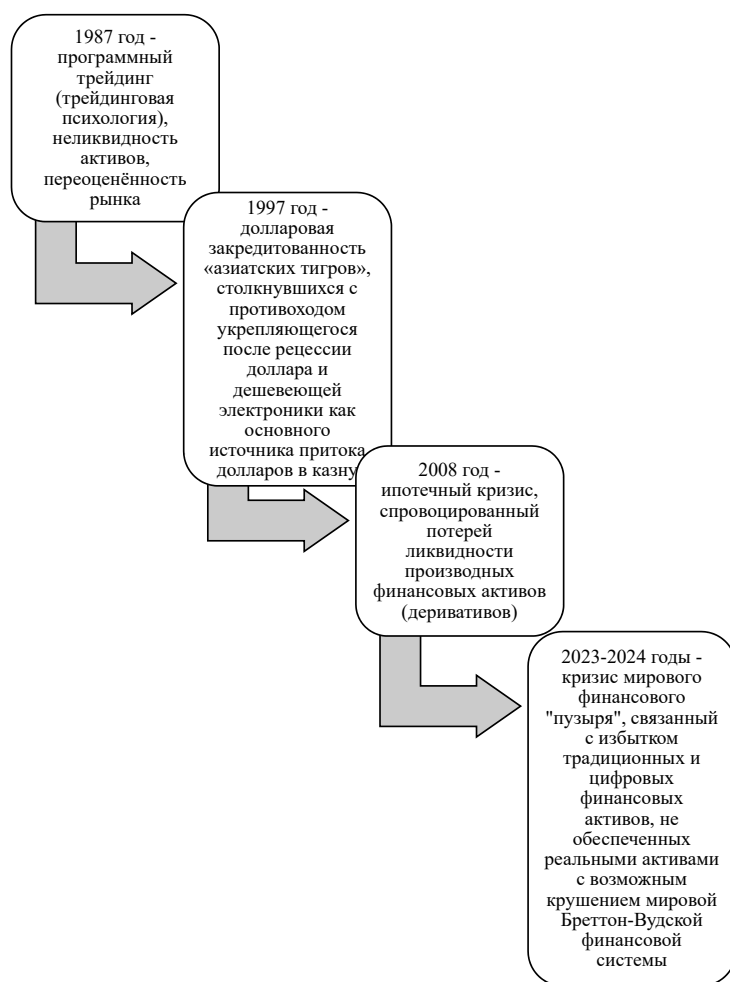 1987 год -
программный
трейдинг
(трейдинговая
психология),
неликвидность
активов,
переоценённость
рынка
1997 год -
долларовая
закредитованность
«азиатских тигров»,
столкнувшихся с
противоходом
укрепляющегося
после рецессии
доллара и
дешевеющей
электроники как
основного
источника притока
долларов в казну
2008 год -
ипотечный кризис,
спровоцированный
потерей
ликвидности
производных
финансовых активов
(деривативов)
2023-2024 годы -
кризис мирового
финансового
"пузыря", связанный
с избытком
традиционных и
цифровых
финансовых
активов, не
обеспеченных
реальными активами
с возможным
крушением мировой
Бреттон-Вудской
финансовой
системы